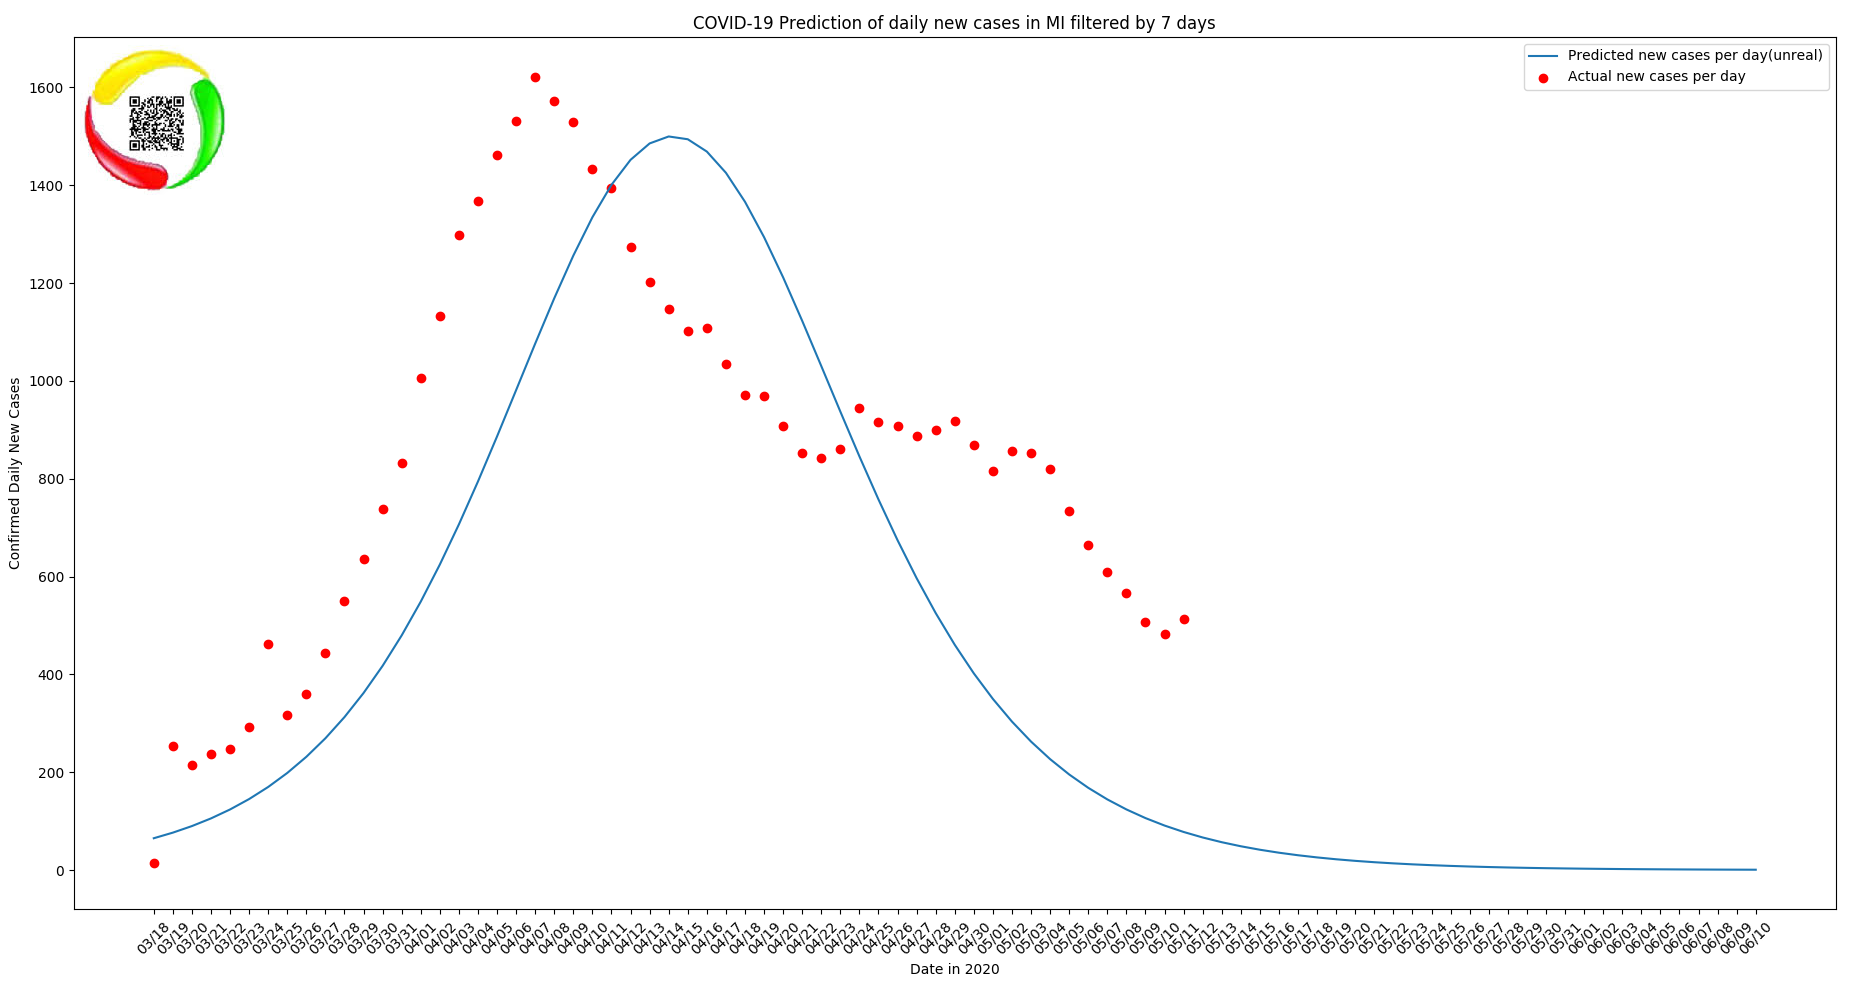 COVID-19 Prediction of daily new cases in MI filtered by 7 days
Predicted new cases per day(unreal)
Actual new cases per day
Confirmed Daily New Cases
1600
1400
1200
1000
800
600
400
200
0
03/18 03/19 03/20 03/21 03/22 03/23 03/24 03/25 03/26 03/27 03/28 03/29 03/30 03/31 04/01 04/02 04/03 04/04 04/05 04/06 04/07 04/08 04/09 04/10 04/11 04/12 04/13 04/14 04/15 04/16 04/17 04/18 04/19 04/20 04/21 04/22 04/23 04/24 04/25 04/26 04/27 04/28 04/29 04/30 05/01 05/02 05/03 05/04 05/05 05/06 05/07 05/08 05/09 05/10 05/11 05/12 05/13 05/14 05/15 05/16 05/17 05/18 05/19 05/20 05/21 05/22 05/23 05/24 05/25 05/26 05/27 05/28 05/29 05/30 05/31 06/01 06/02 06/03 06/04 06/05 06/06 06/07 06/08 06/09 06/10
Date in 2020